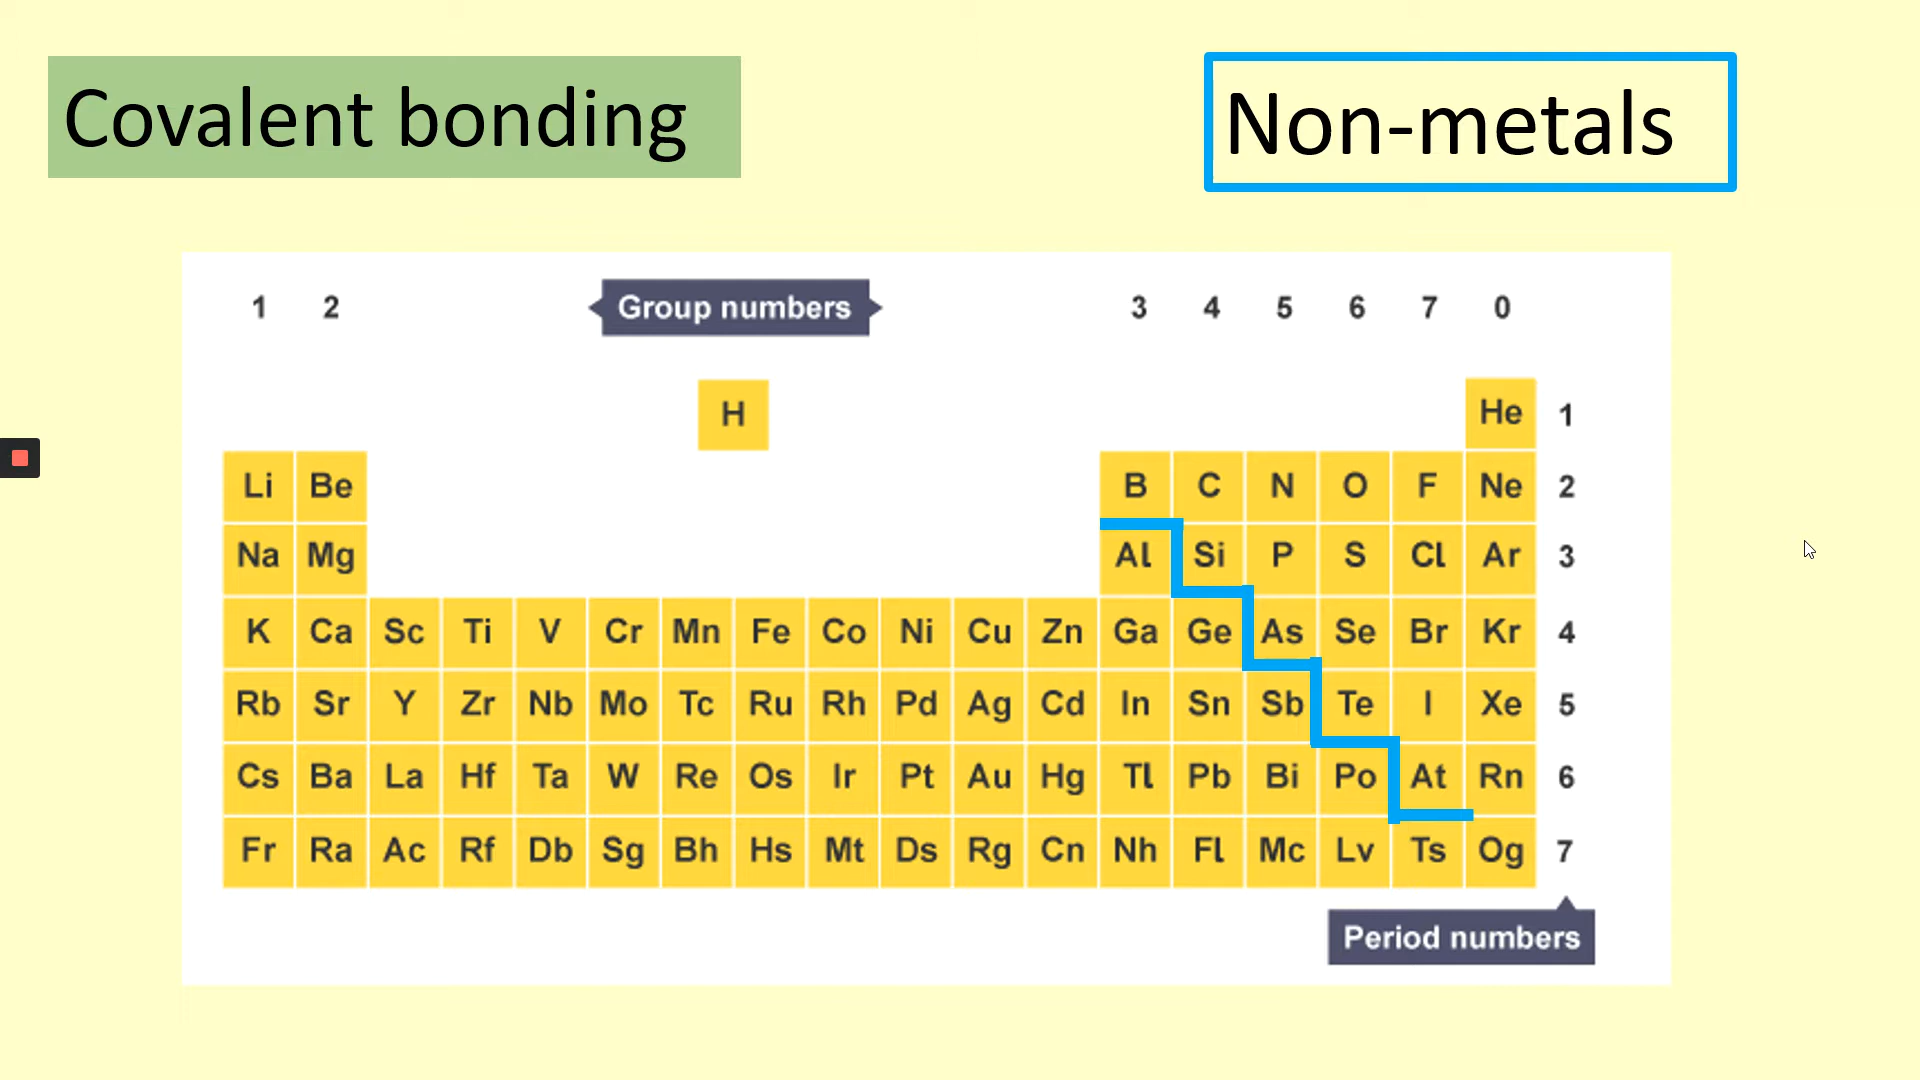 Covalent bonding
Non-metals
1 2 Group numbers 3 4 5 6 7 0
H He 1
Li Be B C N O F Ne 2
Na Mg Al Si P S Cl Ar 3
K Ca Sc Ti V Cr Mn Fe Co Ni Cu Zn Ga Ge As Se Br Kr 4
Rb Sr Y Zr Nb Mo Tc Ru Rh Pd Ag Cd In Sn Sb Te I Xe 5
Cs Ba La Hf Ta W Re Os Ir Pt Au Hg Tl Pb Bi Po At Rn 6
Fr Ra Ac Rf Db Sg Bh Hs Mt Ds Rg Cn Nh Fl Mc Lv Ts Og 7
Period numbers